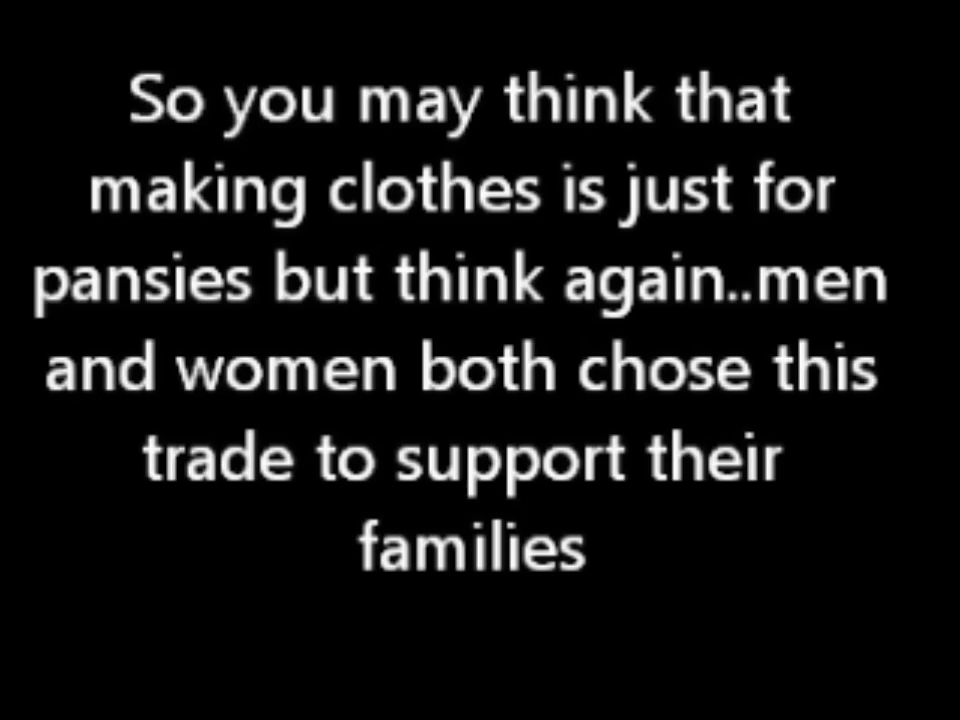 So you may think that
making clothes is just for
pansies but think again..men
and women both chose this
trade to support their
families